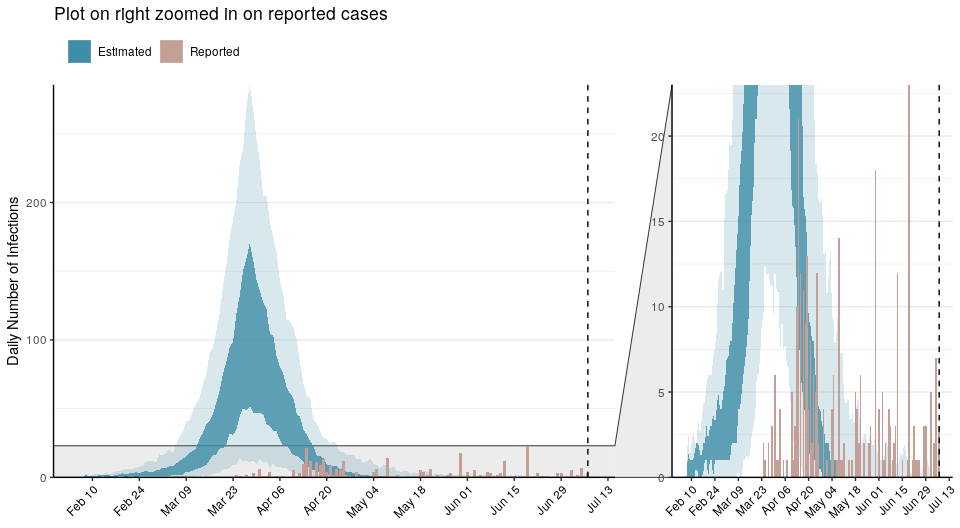 Plot on right zoomed in on reported cases
Estimated Reported
Daily Number of Infections
200
100
0
Feb 10 Feb 24 Mar 09 Mar 23 Apr 06 Apr 20 May 04 May 18 Jun 01 Jun 15 Jun 29 Jul 13
20
15
10
5
0
Feb 10 Feb 24 Mar 09 Mar 23 Apr 06 Apr 20 May 04 May 18 Jun 01 Jun 15 Jun 29 Jul 13